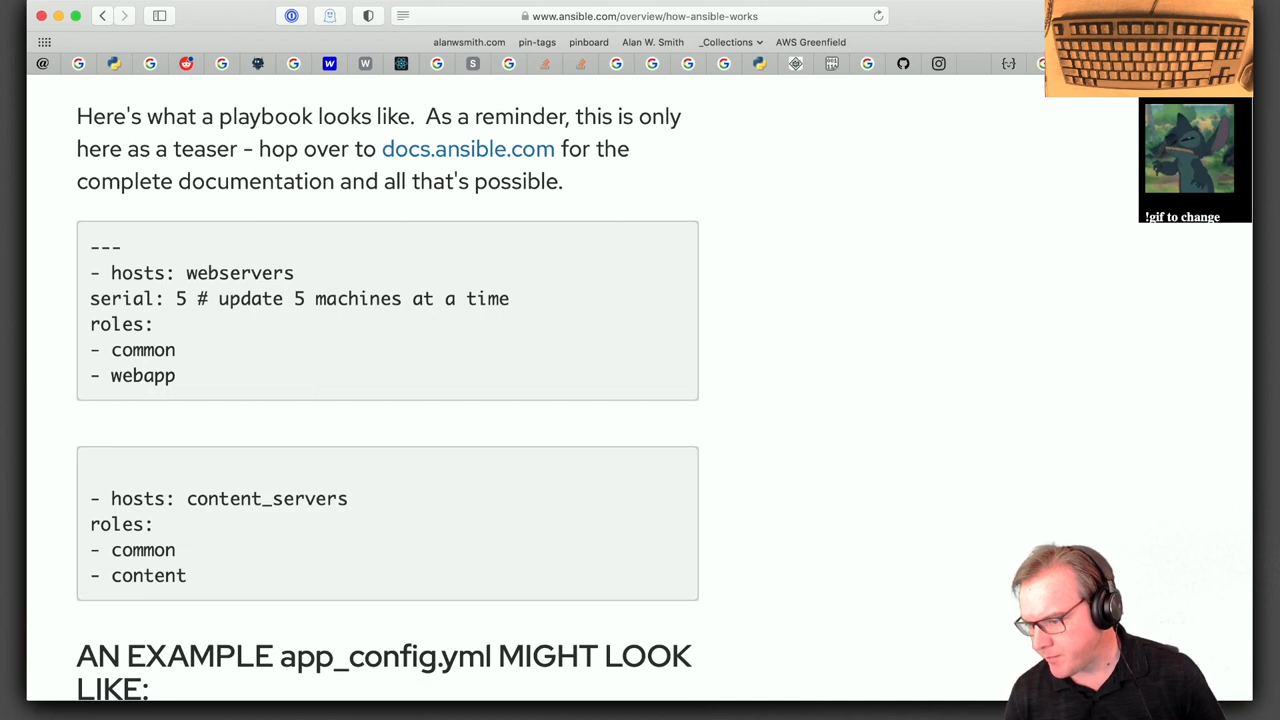 www.ansible.com/overview/how-ansible-works
alanwsmith.com pin-tags pinboard Alan W. Smith _Collections AWS Greenfield
!gif to change
Here's what a playbook looks like. As a reminder, this is only
here as a teaser - hop over to docs.ansible.com for the
complete documentation and all that's possible.
---
- hosts: webservers
serial: 5 # update 5 machines at a time
roles:
- common
- webapp
- hosts: content_servers
roles:
- common
- content
AN EXAMPLE app_config.yml MIGHT LOOK
LIKE: